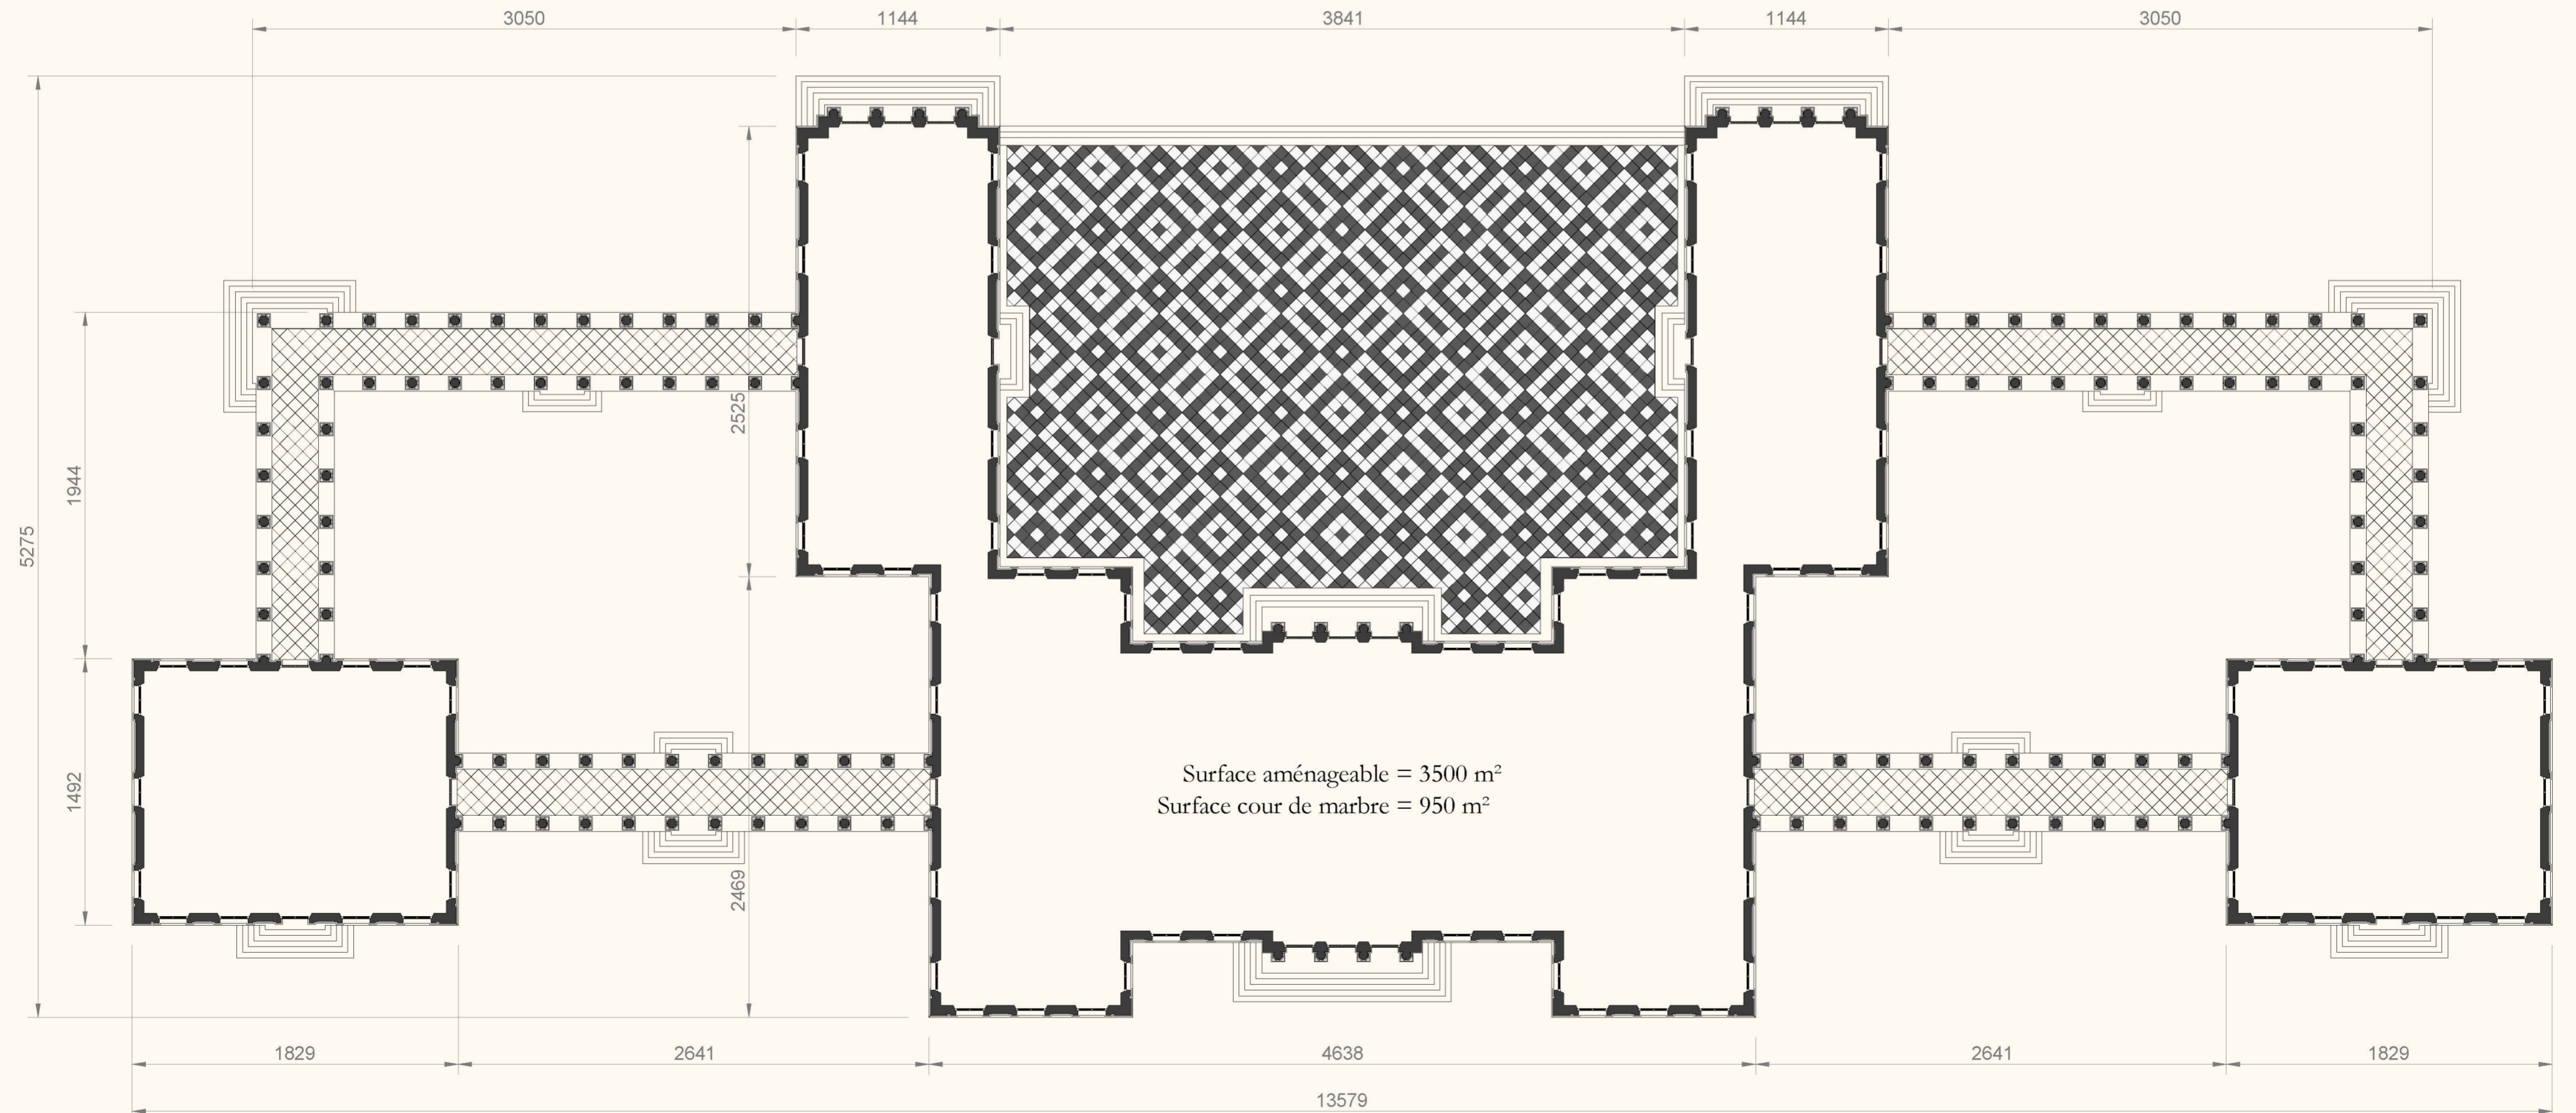 3050 1144 3841 1144 3050
2525
1944
5275
Surface aménageable = 3500 m²
1492
Surface cour de marbre = 950 m²
2469
1829 2641 4638 2641 1829
13579